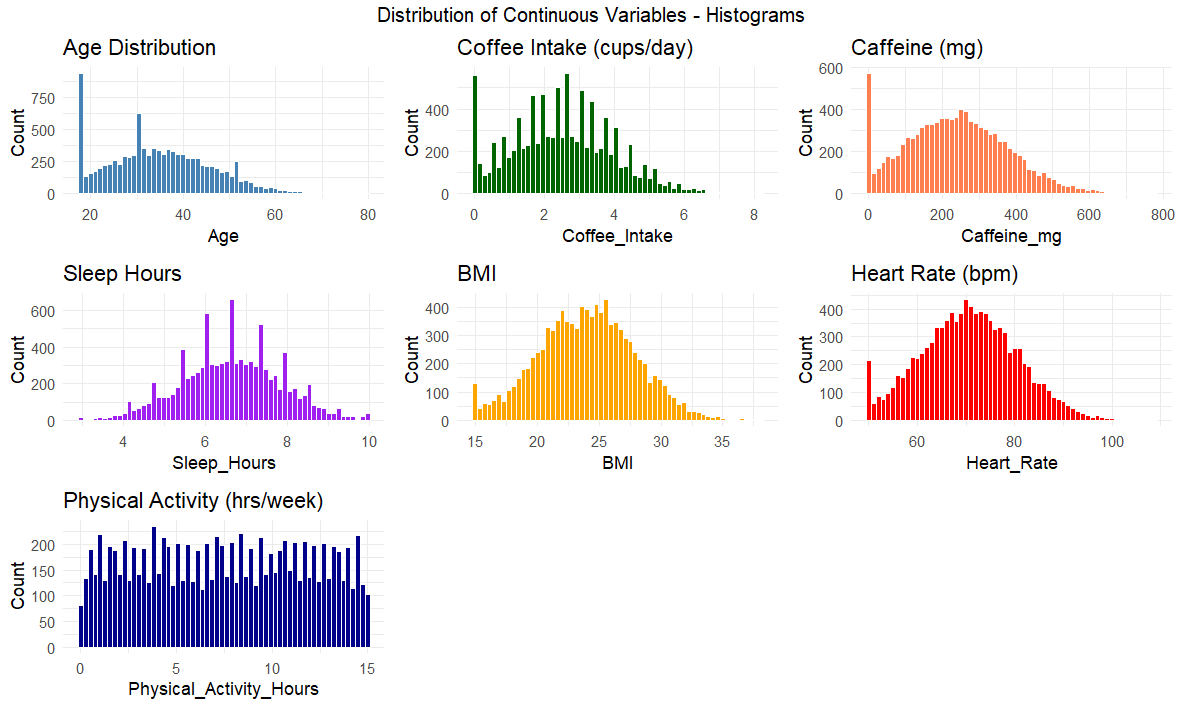 Distribution of Continuous Variables - Histograms
Age Distribution
Count
750
500
250
0
20 40 60 80
Age
Coffee Intake (cups/day)
Count
400
200
0
0 2 4 6 8
Coffee_Intake
Caffeine (mg)
Count
600
400
200
0
0 200 400 600 800
Caffeine_mg
Sleep Hours
Count
600
400
200
0
4 6 8 10
Sleep_Hours
BMI
Count
400
300
200
100
0
15 20 25 30 35
BMI
Heart Rate (bpm)
Count
400
300
200
100
0
60 80 100
Heart_Rate
Physical Activity (hrs/week)
Count
200
150
100
50
0
0 5 10 15
Physical_Activity_Hours